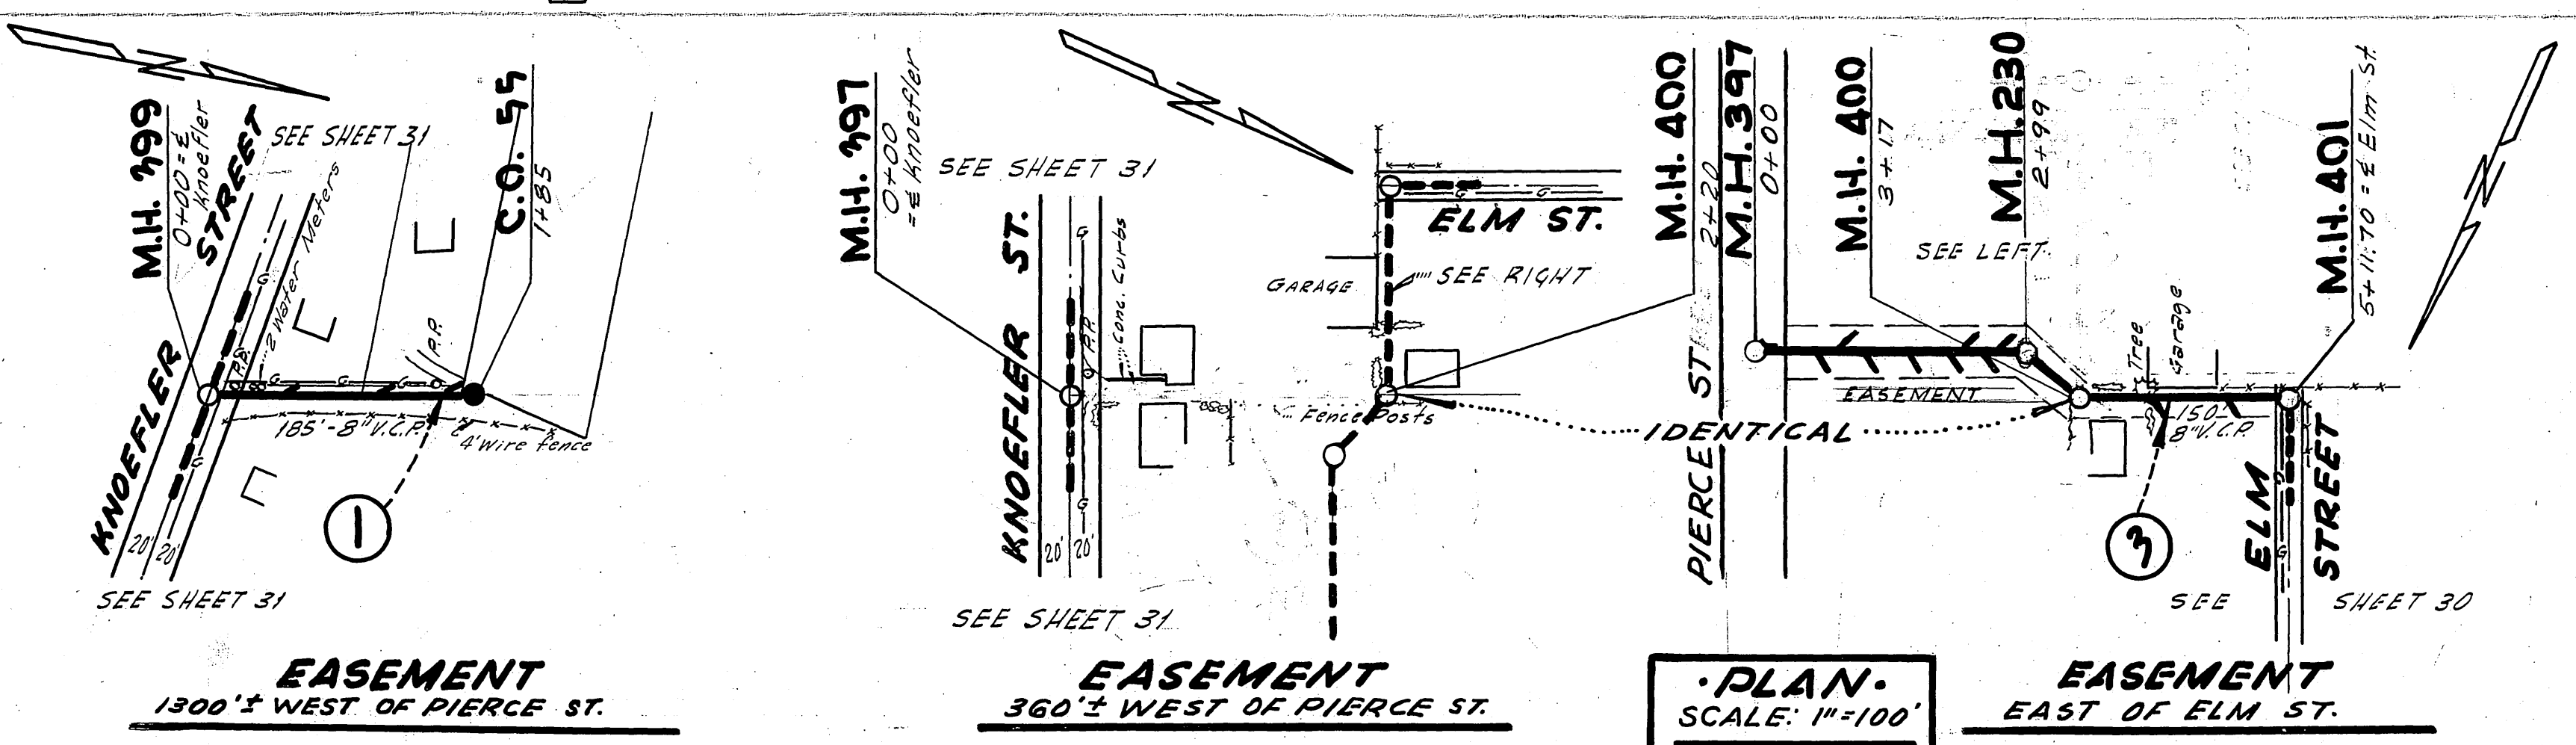 M.H. 399
0+00 = ℄
Knoefler
KNOEFLER STREET
SEE SHEET 31
2 Water Meters
C.O. 55
1+85
P.P.
P.P.
G
G
G
G
G
185'-8" V.C.P.
4' Wire fence
1
20' 20'
SEE SHEET 31
N
EASEMENT
1300'± WEST OF PIERCE ST.
M.H. 397
0+00
= ℄ Knoefler
SEE SHEET 31
N
KNOEFLER ST.
G
G
P.P.
Conc. Curbs
20' 20'
ELM ST.
G
G
GARAGE
SEE RIGHT
Fence Posts
SEE SHEET 31
EASEMENT
360'± WEST OF PIERCE ST.
M.H. 400
2+20
M.H. 397
0+00
M.H. 400
3+17
M.H. 230
2+99
SEE LEFT
M.H. 401
5+11.70 = ℄ Elm St.
N
PIERCE ST
EASEMENT
IDENTICAL
Tree
Garage
150'
8" V.C.P.
3
ELM STREET
G
G
SEE SHEET 30
·PLAN·
SCALE: 1"=100'
EASEMENT
EAST OF ELM ST.